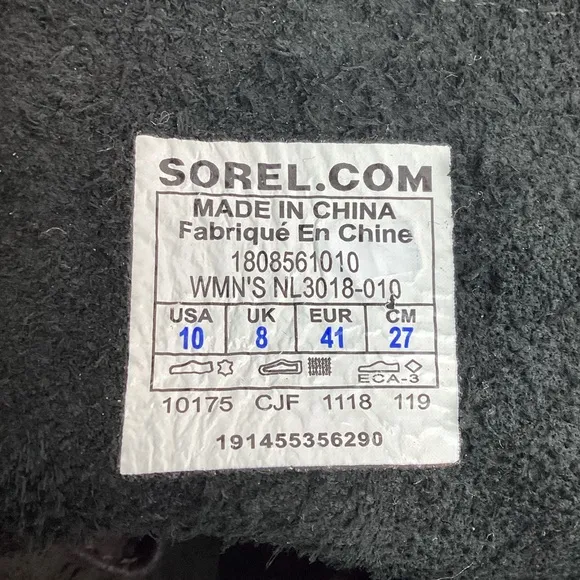 SOREL.COM
MADE IN CHINA
Fabriqué En Chine
1808561010
WMN'S NL3018-010
USA UK EUR CM
10 8 41 27
ECA-3
10175 CJF 1118 119
191455356290